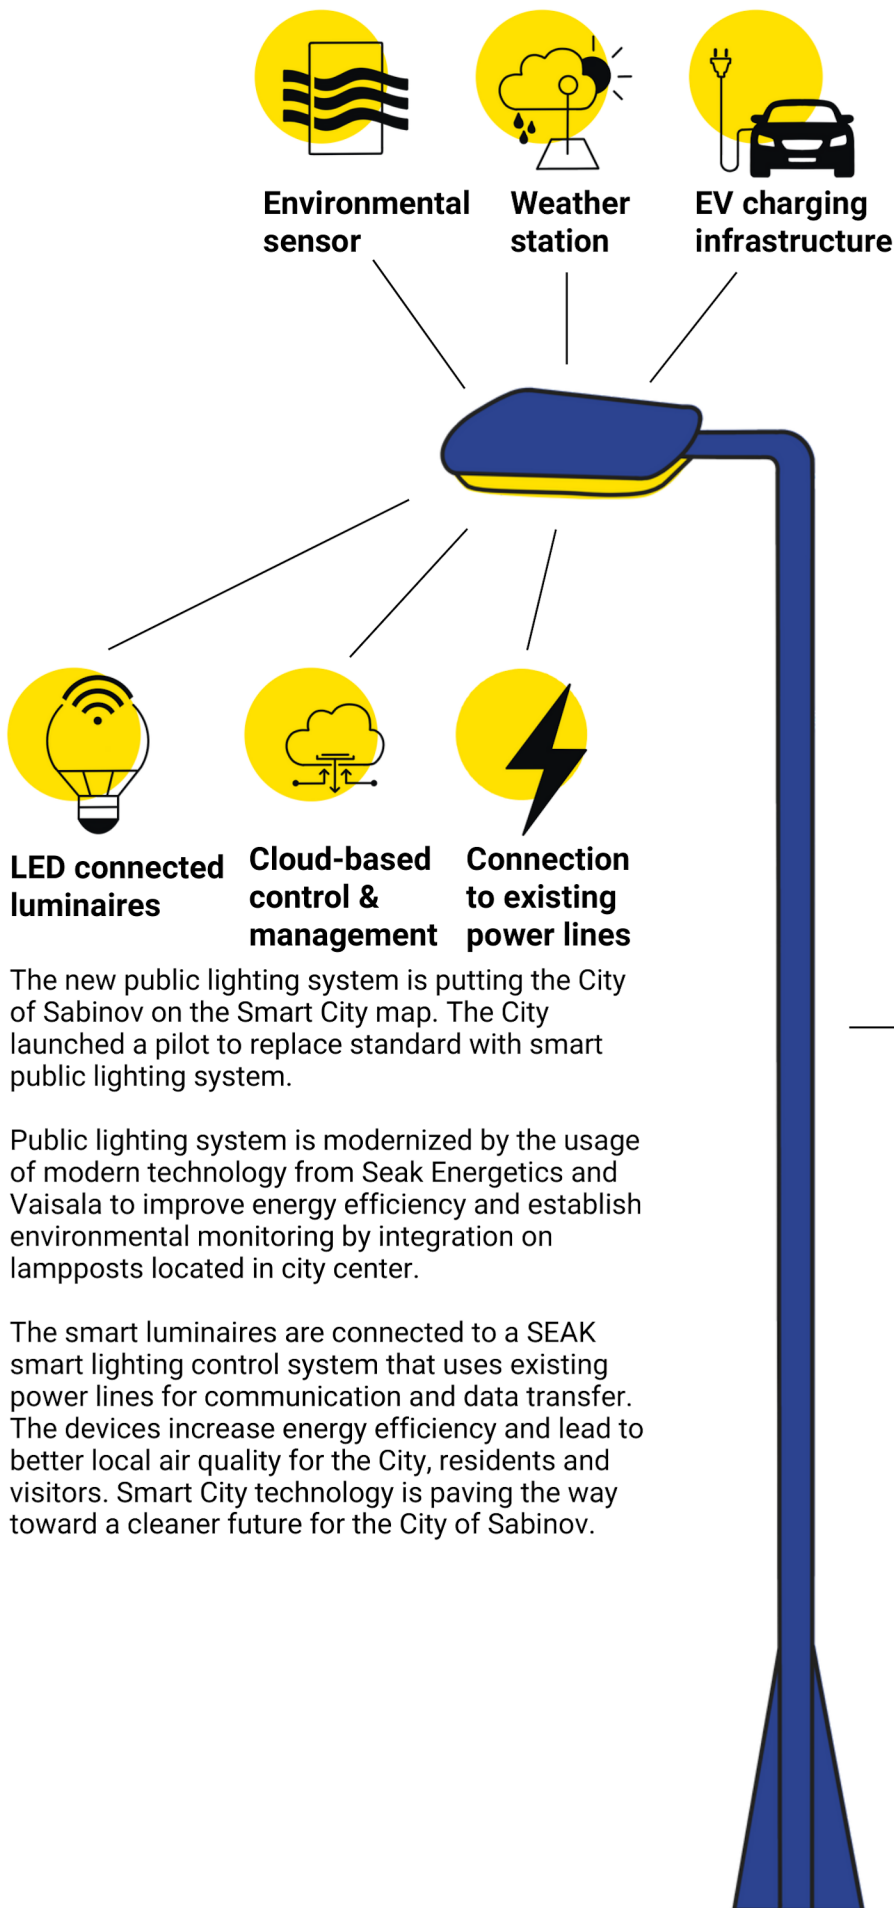 Environmental
sensor
Weather
station
EV charging
infrastructure
LED connected
luminaires
Cloud-based
control &
management
Connection
to existing
power lines
The new public lighting system is putting the City
of Sabinov on the Smart City map. The City
launched a pilot to replace standard with smart
public lighting system.
Public lighting system is modernized by the usage
of modern technology from Seak Energetics and
Vaisala to improve energy efficiency and establish
environmental monitoring by integration on
lampposts located in city center.
The smart luminaires are connected to a SEAK
smart lighting control system that uses existing
power lines for communication and data transfer.
The devices increase energy efficiency and lead to
better local air quality for the City, residents and
visitors. Smart City technology is paving the way
toward a cleaner future for the City of Sabinov.